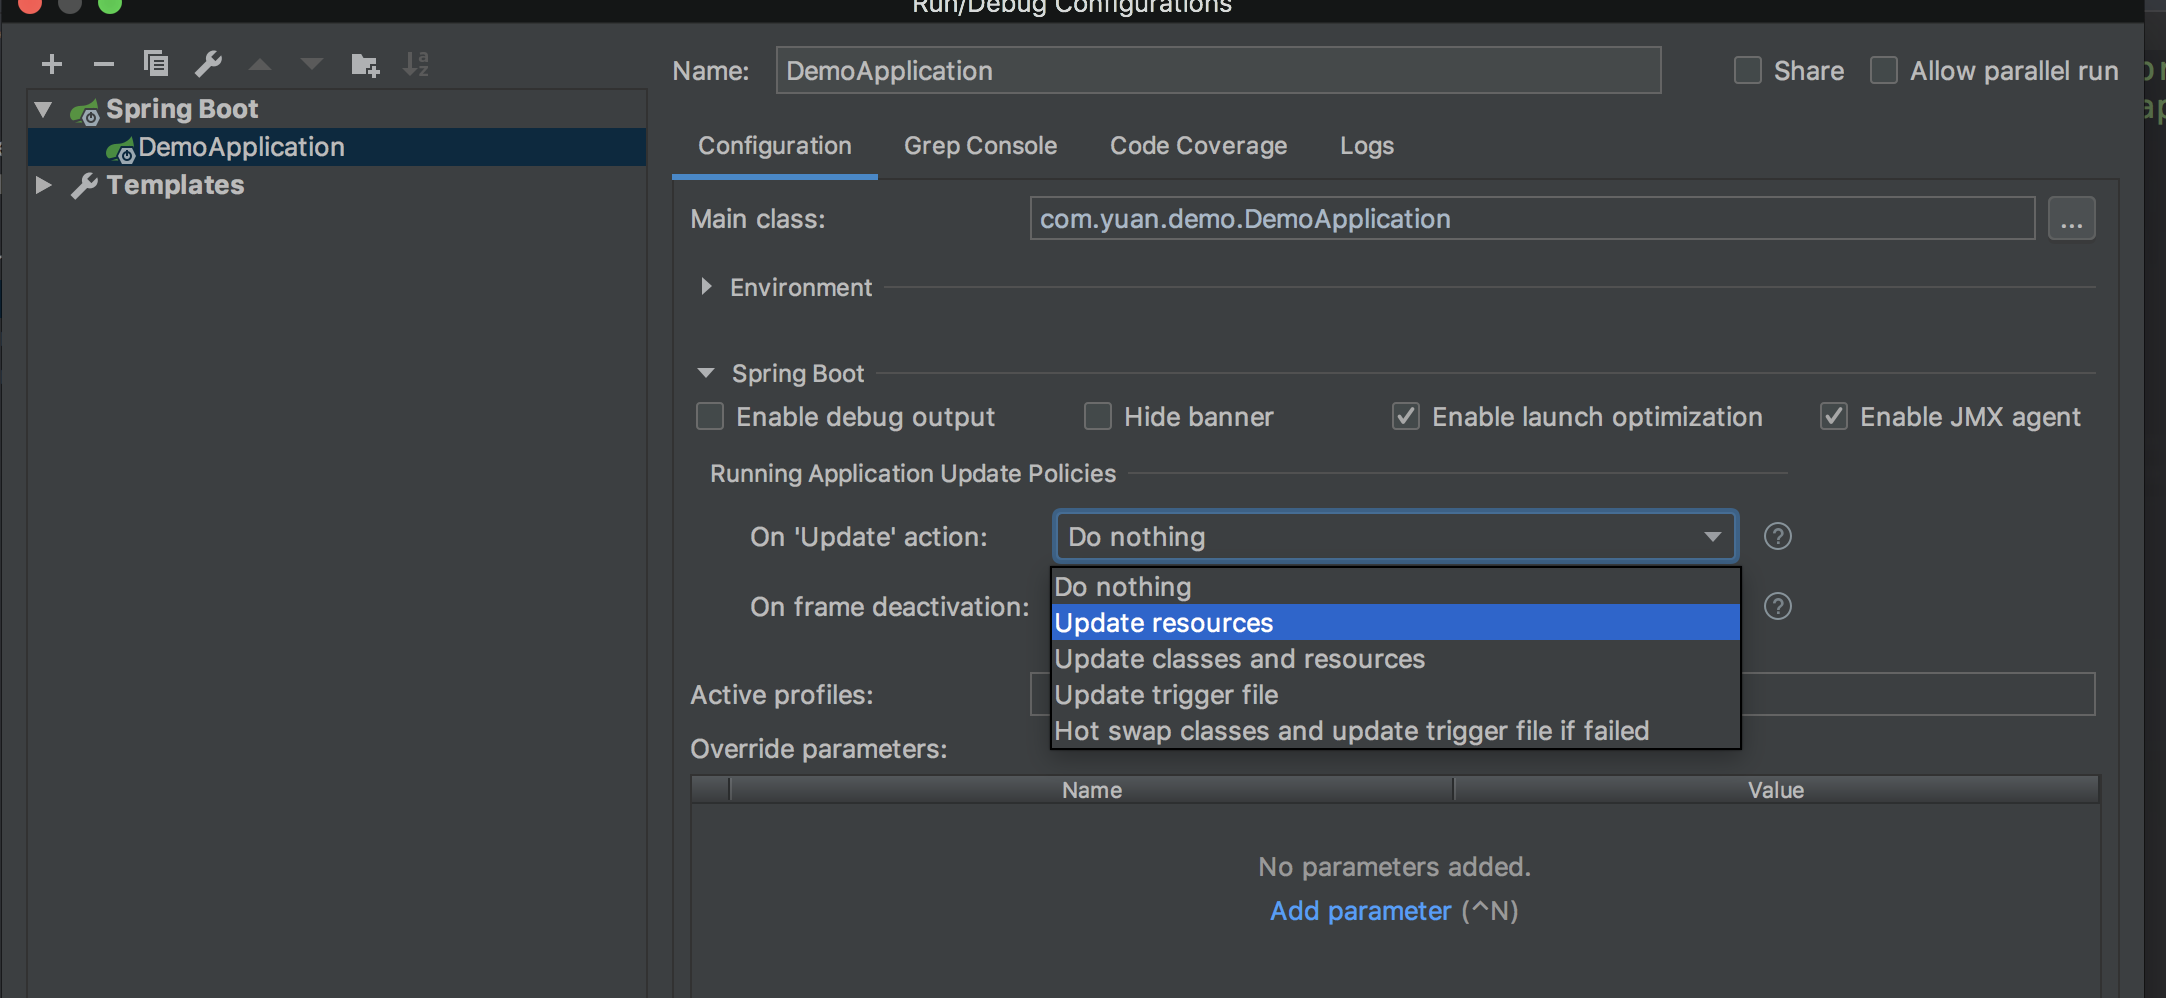 Run/Debug Configurations
Spring Boot
DemoApplication
Templates
Name:
DemoApplication
Share
Allow parallel run
Configuration
Grep Console
Code Coverage
Logs
Main class:
com.yuan.demo.DemoApplication
...
Environment
Spring Boot
Enable debug output
Hide banner
Enable launch optimization
Enable JMX agent
Running Application Update Policies
On 'Update' action:
Do nothing
?
Do nothing
On frame deactivation:
?
Update resources
Update classes and resources
Update trigger file
Hot swap classes and update trigger file if failed
Active profiles:
Override parameters:
Name
Value
No parameters added.
Add parameter (^N)